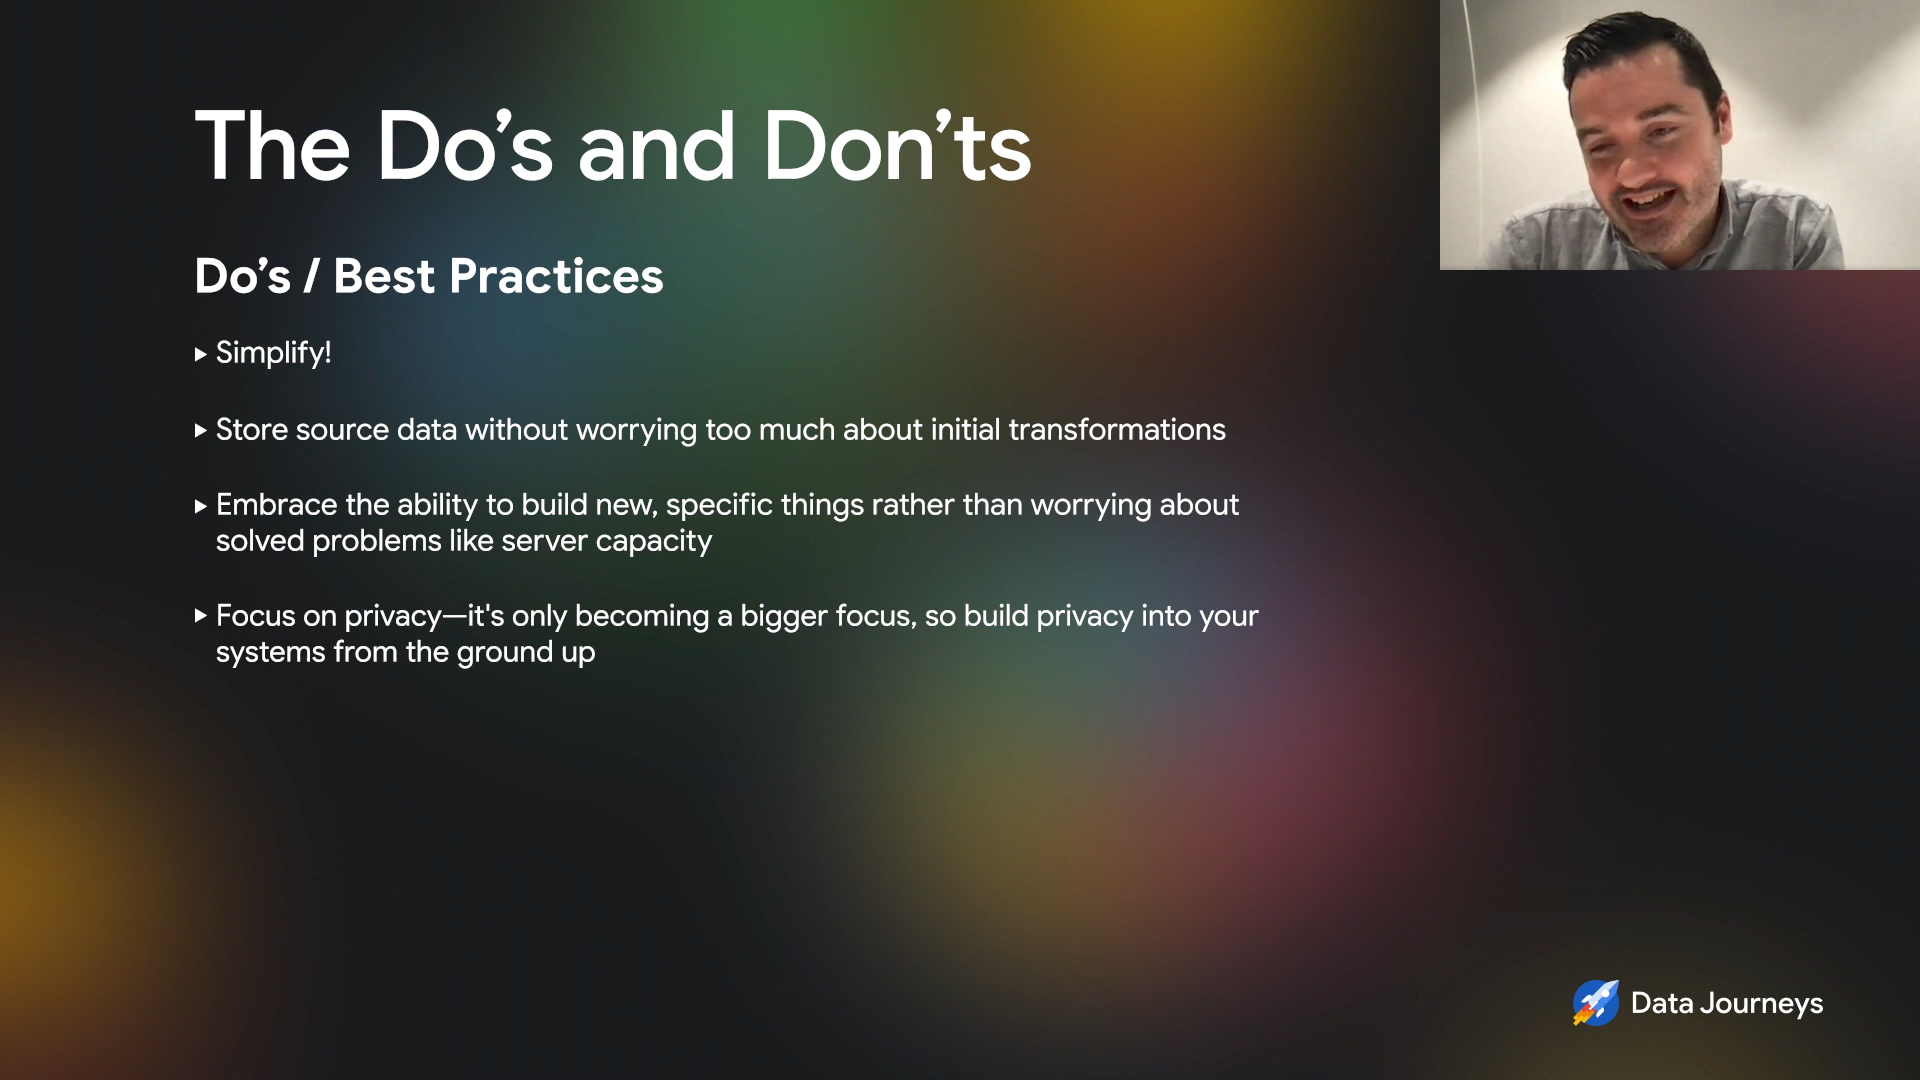 The Do’s and Don’ts
Do’s / Best Practices
▸ Simplify!
▸ Store source data without worrying too much about initial transformations
▸ Embrace the ability to build new, specific things rather than worrying about
solved problems like server capacity
▸ Focus on privacy—it's only becoming a bigger focus, so build privacy into your
systems from the ground up
Data Journeys